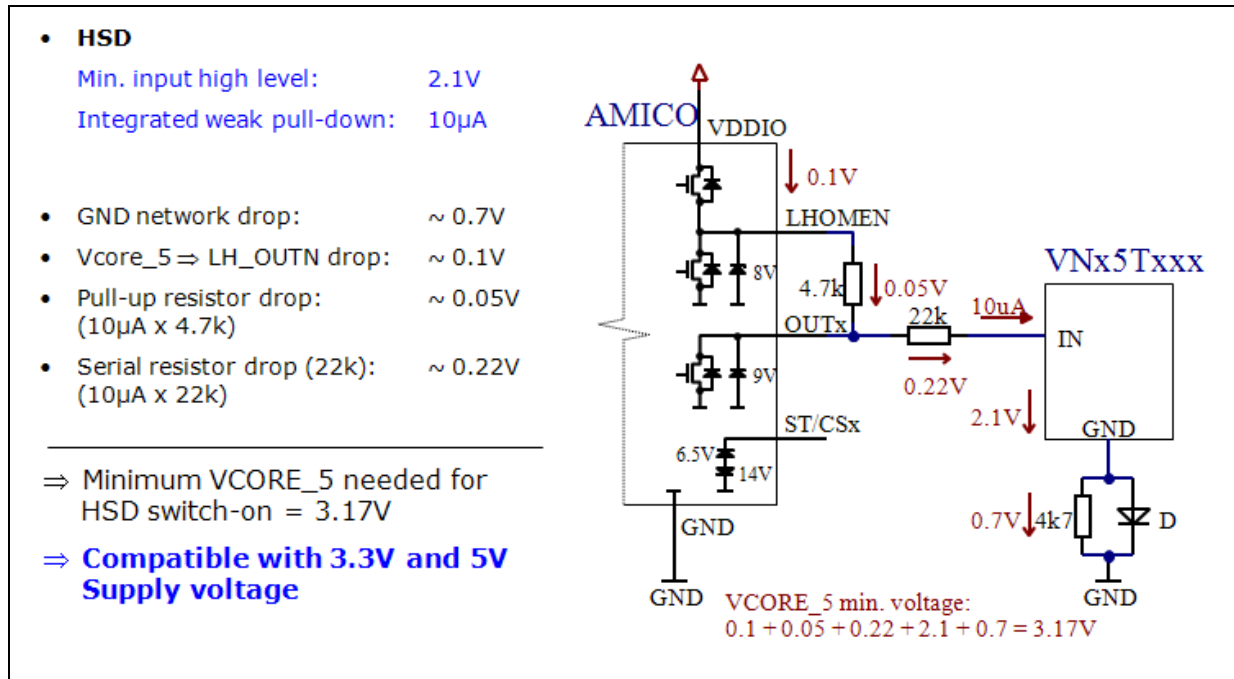 • HSD
Min. input high level: 2.1V
Integrated weak pull-down: 10µA
• GND network drop: ~ 0.7V
• Vcore_5 ⇒ LH_OUTN drop: ~ 0.1V
• Pull-up resistor drop: ~ 0.05V
(10µA x 4.7k)
• Serial resistor drop (22k): ~ 0.22V
(10µA x 22k)
⇒ Minimum VCORE_5 needed for
HSD switch-on = 3.17V
⇒ Compatible with 3.3V and 5V
Supply voltage
AMICO
VDDIO
0.1V
LHOMEN
8V
4.7k
0.05V
OUTx
22k
10uA
0.22V
9V
ST/CSx
6.5V
14V
GND
GND
VNx5Txxx
IN
2.1V
GND
0.7V
4k7
D
GND
VCORE_5 min. voltage:
0.1 + 0.05 + 0.22 + 2.1 + 0.7 = 3.17V